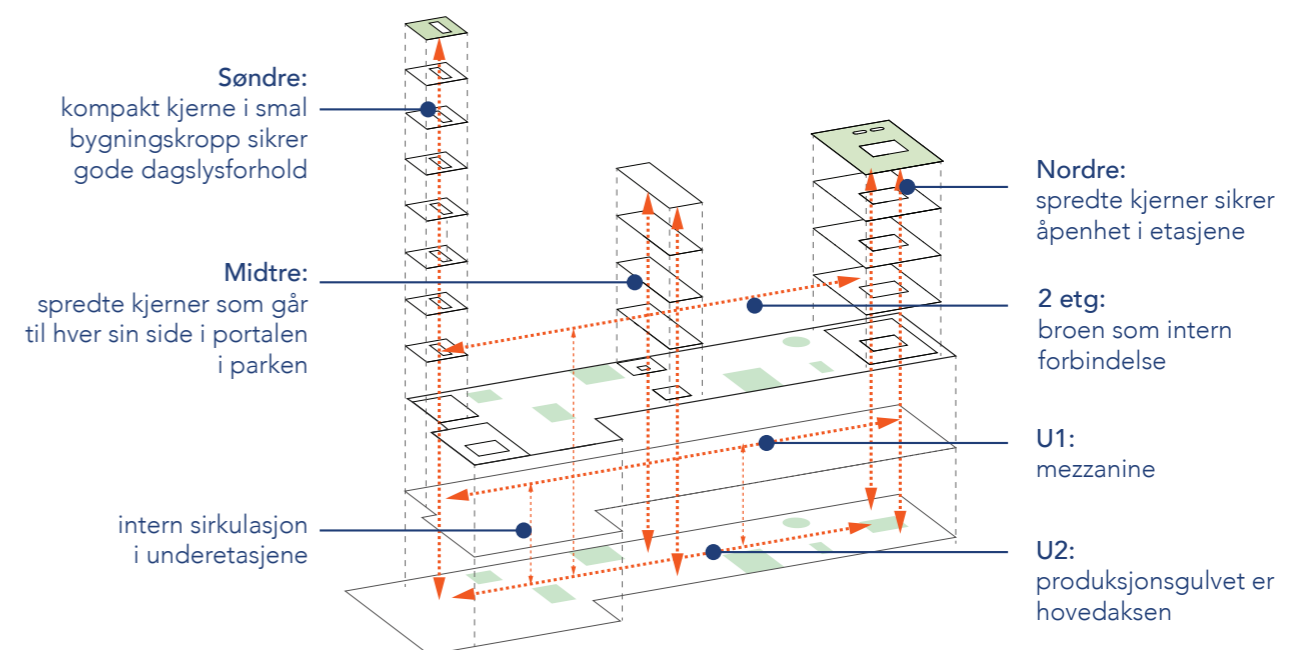 Søndre:
kompakt kjerne i smal
bygningskropp sikrer
gode dagslysforhold
Midtre:
spredte kjerner som går
til hver sin side i portalen
i parken
intern sirkulasjon
i underetasjene
Nordre:
spredte kjerner sikrer
åpenhet i etasjene
2 etg:
broen som intern
forbindelse
U1:
mezzanine
U2:
produksjonsgulvet er
hovedaksen